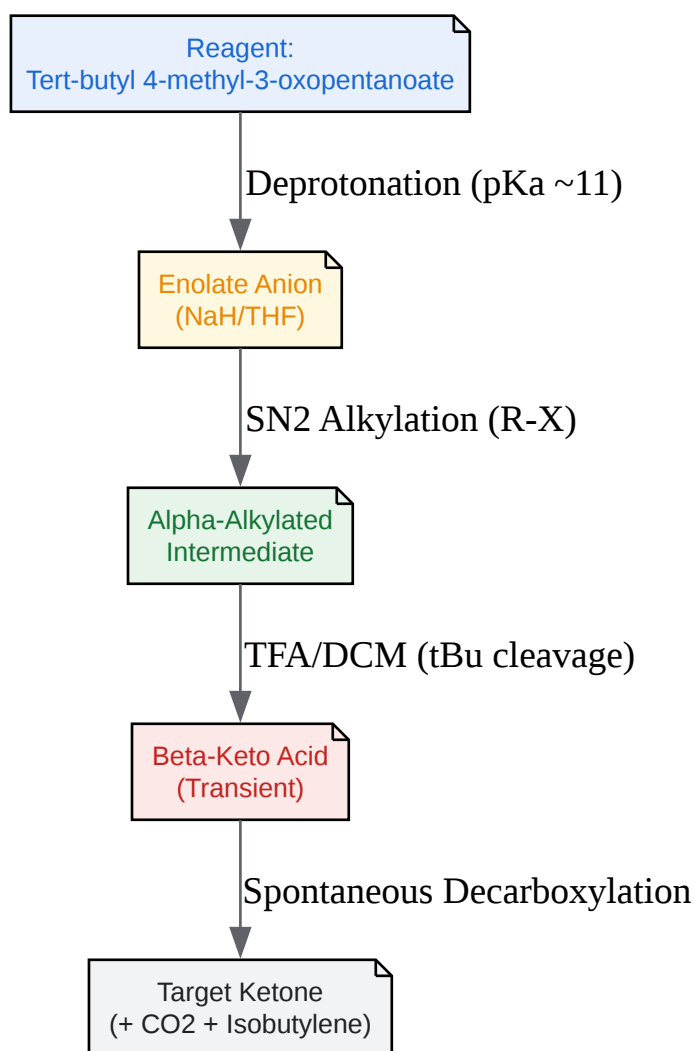 Reagent:
Tert-butyl 4-methyl-3-oxopentanoate
Deprotonation (pKa ~11)
Enolate Anion
(NaH/THF)
SN2 Alkylation (R-X)
Alpha-Alkylated
Intermediate
TFA/DCM (tBu cleavage)
Beta-Keto Acid
(Transient)
Spontaneous Decarboxylation
Target Ketone
(+ CO2 + Isobutylene)